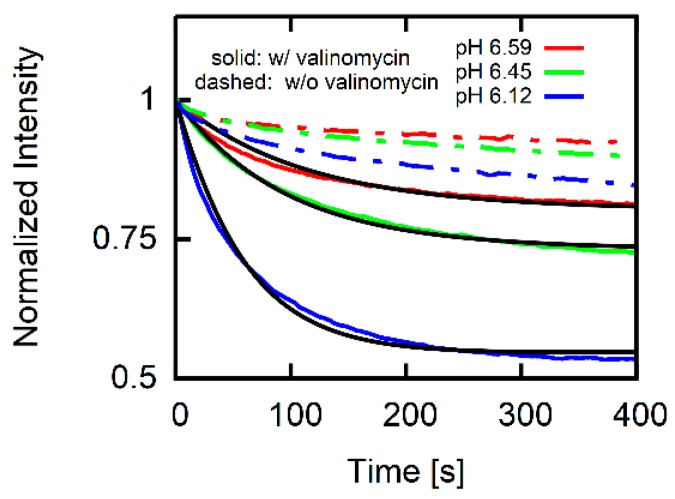 solid: w/ valinomycin
dashed: w/o valinomycin
pH 6.59
pH 6.45
pH 6.12
Normalized Intensity
1
0.75
0.5
0 100 200 300 400
Time [s]